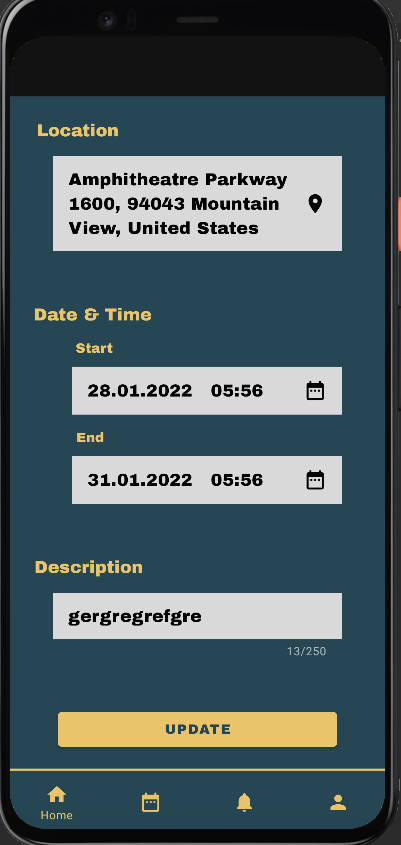 Location
Amphitheatre Parkway
1600, 94043 Mountain
View, United States
Date & Time
Start
28.01.2022 05:56
End
31.01.2022 05:56
Description
gergregrefgre
13/250
UPDATE
Home